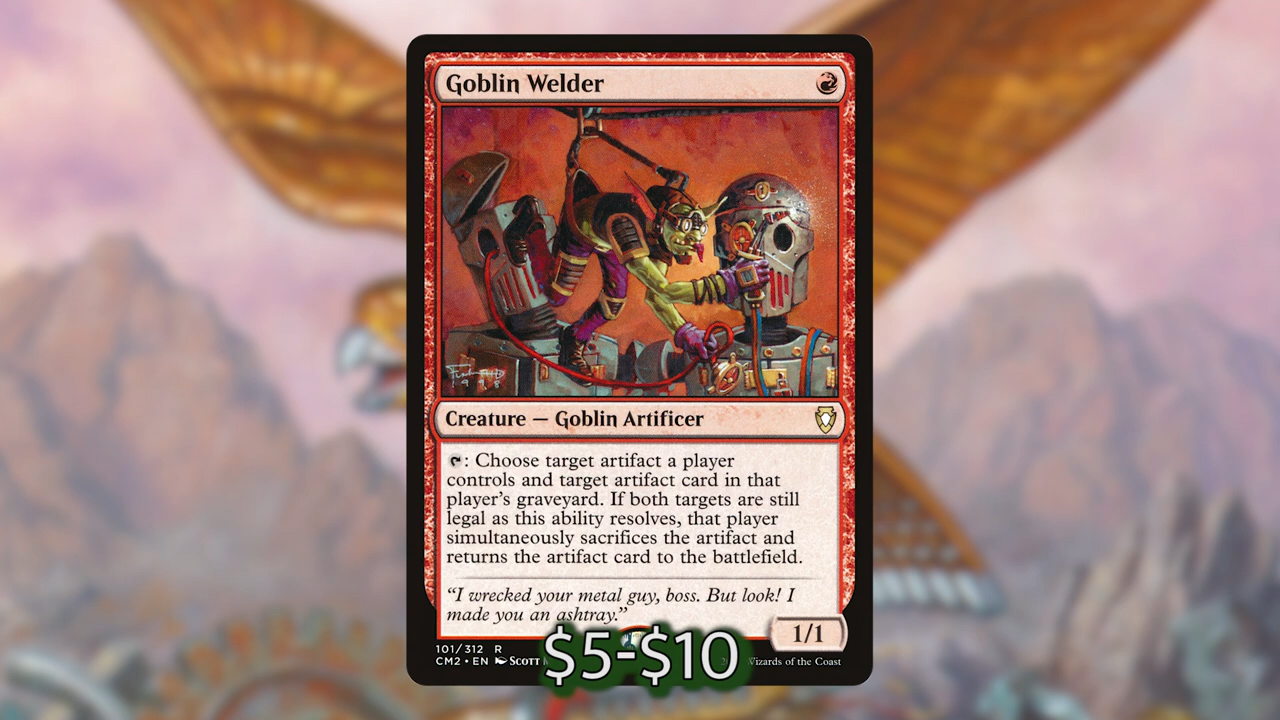 Goblin Welder
1998
Creature — Goblin Artificer
: Choose target artifact a player
controls and target artifact card in that
player's graveyard. If both targets are still
legal as this ability resolves, that player
simultaneously sacrifices the artifact and
returns the artifact card to the battlefield.
“I wrecked your metal guy, boss. But look! I
made you an ashtray.”
1/1
101/312 R
CM2 • EN SCOTT
Wizards of the Coast
$5-$10